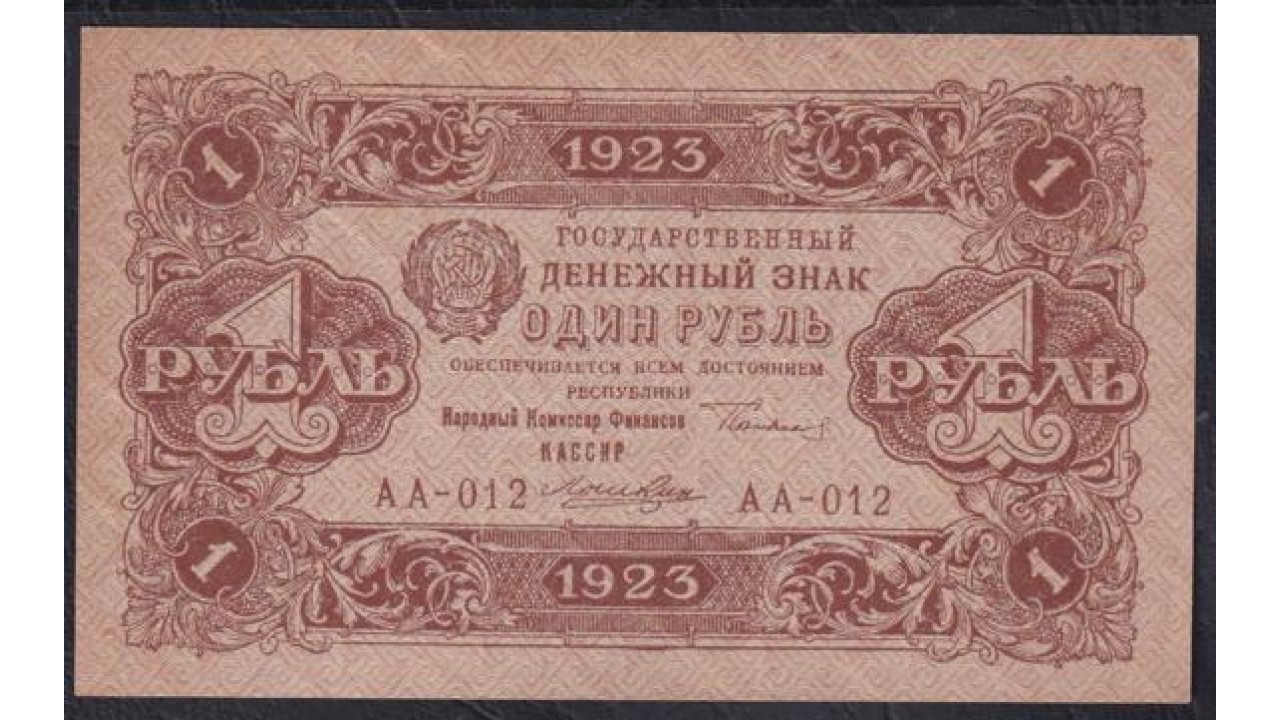 1 1923 1
ГОСУДАРСТВЕННЫЙ
ДЕНЕЖНЫЙ ЗНАК
ОДИН РУБЛЬ
1 РУБЛЬ
1 РУБЛЬ
ОБЕСПЕЧИВАЕТСЯ ВСЕМ ДОСТОЯНИЕМ
РЕСПУБЛИКИ
Народный Комиссар Финансов
КАССИР
АА-012 АА-012
1 1923 1